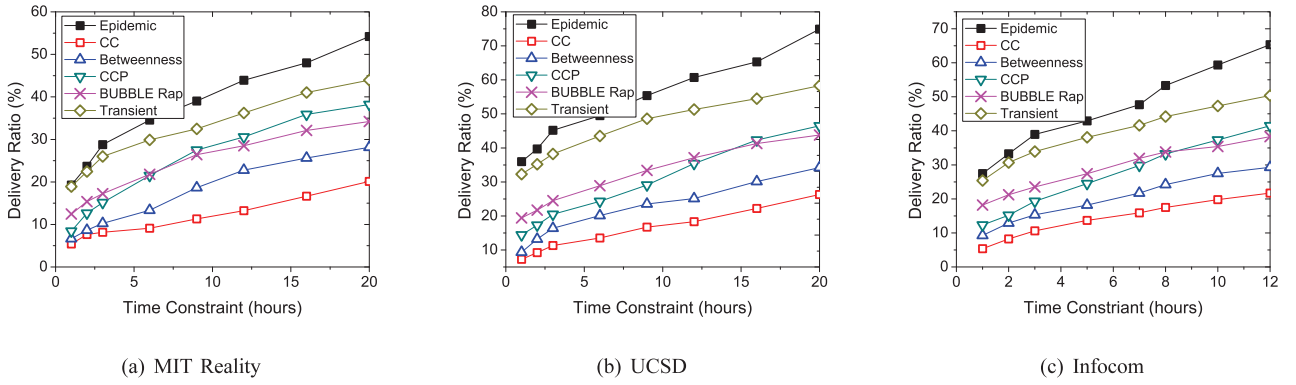 60
50
40
30
20
10
0
Delivery Ratio (%)
Epidemic
CC
Betweenness
CCP
BUBBLE Rap
Transient
0 5 10 15 20
Time Constraint (hours)
(a) MIT Reality
80
70
60
50
40
30
20
10
Delivery Ratio (%)
Epidemic
CC
Betweenness
CCP
BUBBLE Rap
Transient
0 5 10 15 20
Time Constraint (hours)
(b) UCSD
70
60
50
40
30
20
10
0
Delivery Ratio (%)
Epidemic
CC
Betweenness
CCP
BUBBLE Rap
Transient
0 2 4 6 8 10 12
Time Constriant (hours)
(c) Infocom